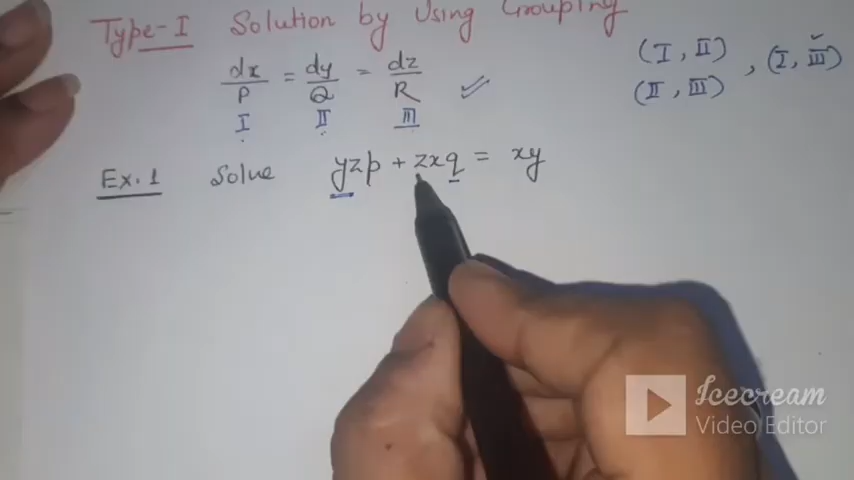 Type-I Solution by Using Grouping
dx/P = dy/Q = dz/R
I II III
(I, II), (I, III)
(II, III)
Ex.1 Solve yzp + zxq = xy
Icecream
Video Editor